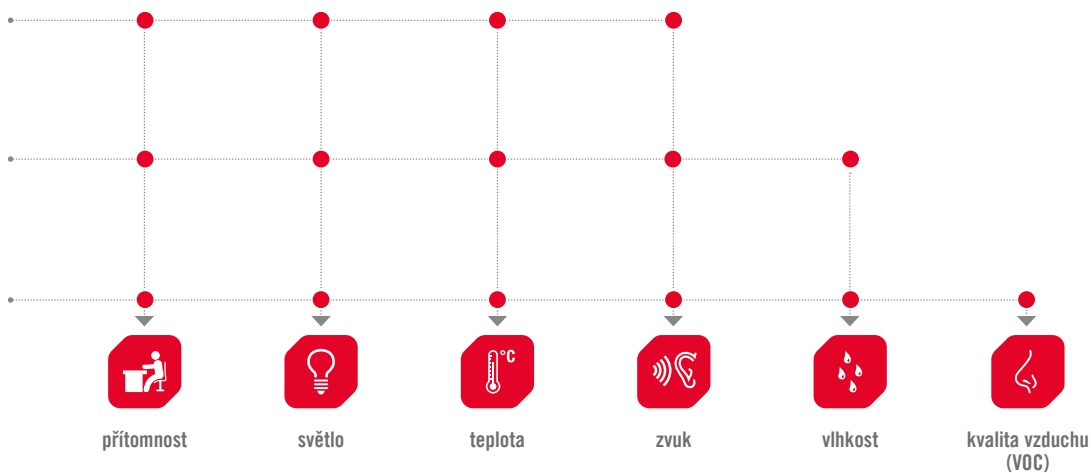 °C
přítomnost
světlo
teplota
zvuk
vlhkost
kvalita vzduchu
(VOC)